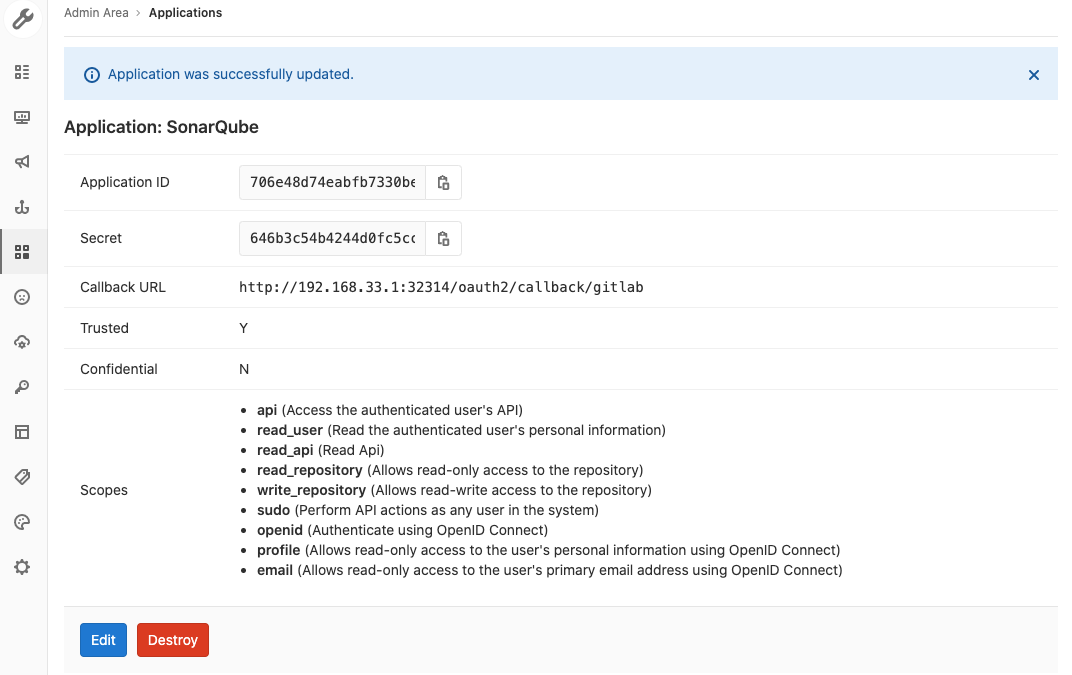 Admin Area › Applications
Application was successfully updated.
Application: SonarQube
Application ID 706e48d74eabfb7330be
Secret 646b3c54b4244d0fc5cc
Callback URL http://192.168.33.1:32314/oauth2/callback/gitlab
Trusted Y
Confidential N
Scopes
• api (Access the authenticated user's API)
• read_user (Read the authenticated user's personal information)
• read_api (Read Api)
• read_repository (Allows read-only access to the repository)
• write_repository (Allows read-write access to the repository)
• sudo (Perform API actions as any user in the system)
• openid (Authenticate using OpenID Connect)
• profile (Allows read-only access to the user's personal information using OpenID Connect)
• email (Allows read-only access to the user's primary email address using OpenID Connect)
Edit Destroy